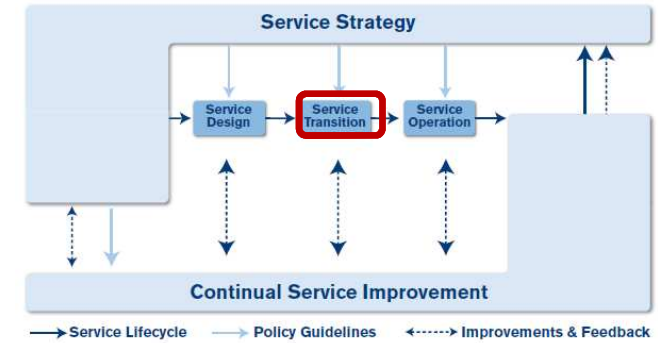 Service Strategy
Service
Design
Service
Transition
Service
Operation
Continual Service Improvement
Service Lifecycle
Policy Guidelines
Improvements & Feedback